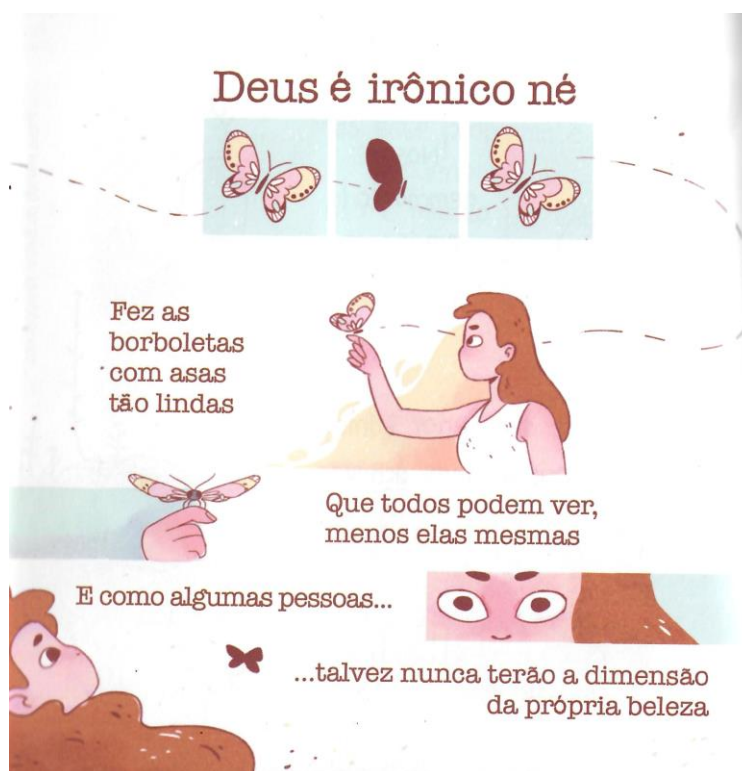 Deus é irônico né
Fez as
borboletas
com asas
tão lindas
Que todos podem ver,
menos elas mesmas
E como algumas pessoas...
...talvez nunca terão a dimensão
da própria beleza